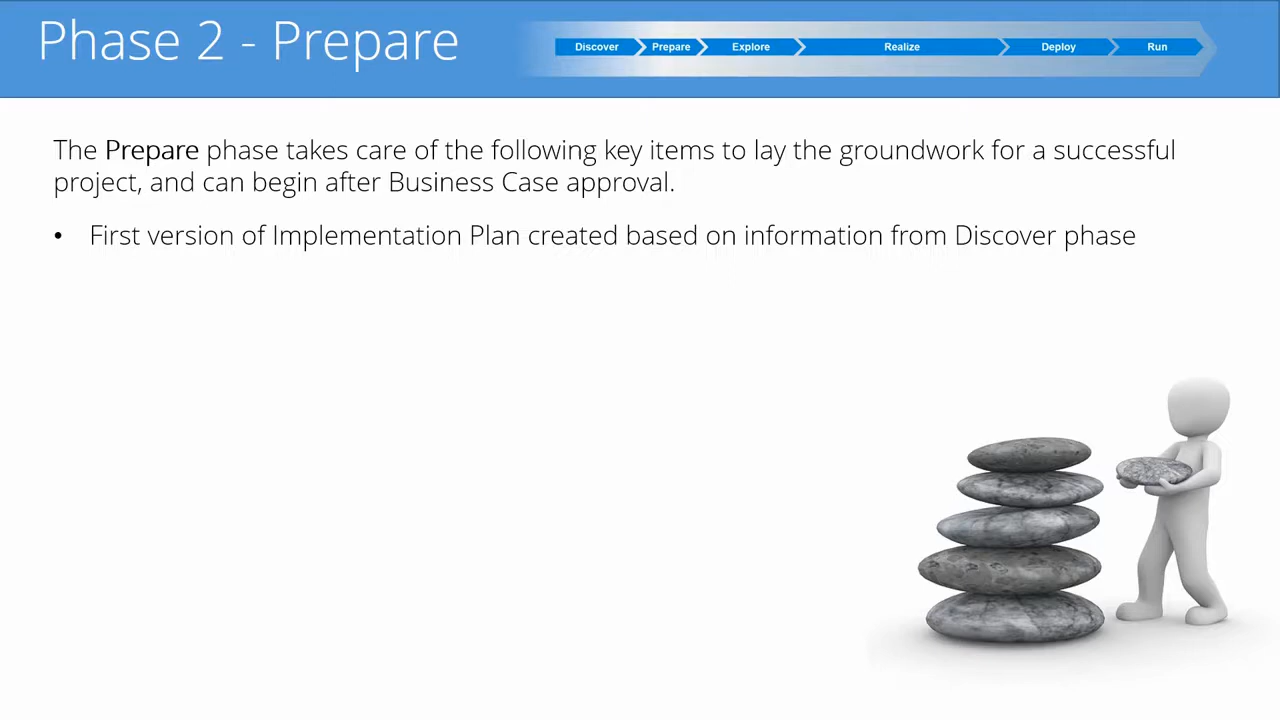 Phase 2 - Prepare
Discover
Prepare
Explore
Realize
Deploy
Run
The Prepare phase takes care of the following key items to lay the groundwork for a successful
project, and can begin after Business Case approval.
• First version of Implementation Plan created based on information from Discover phase